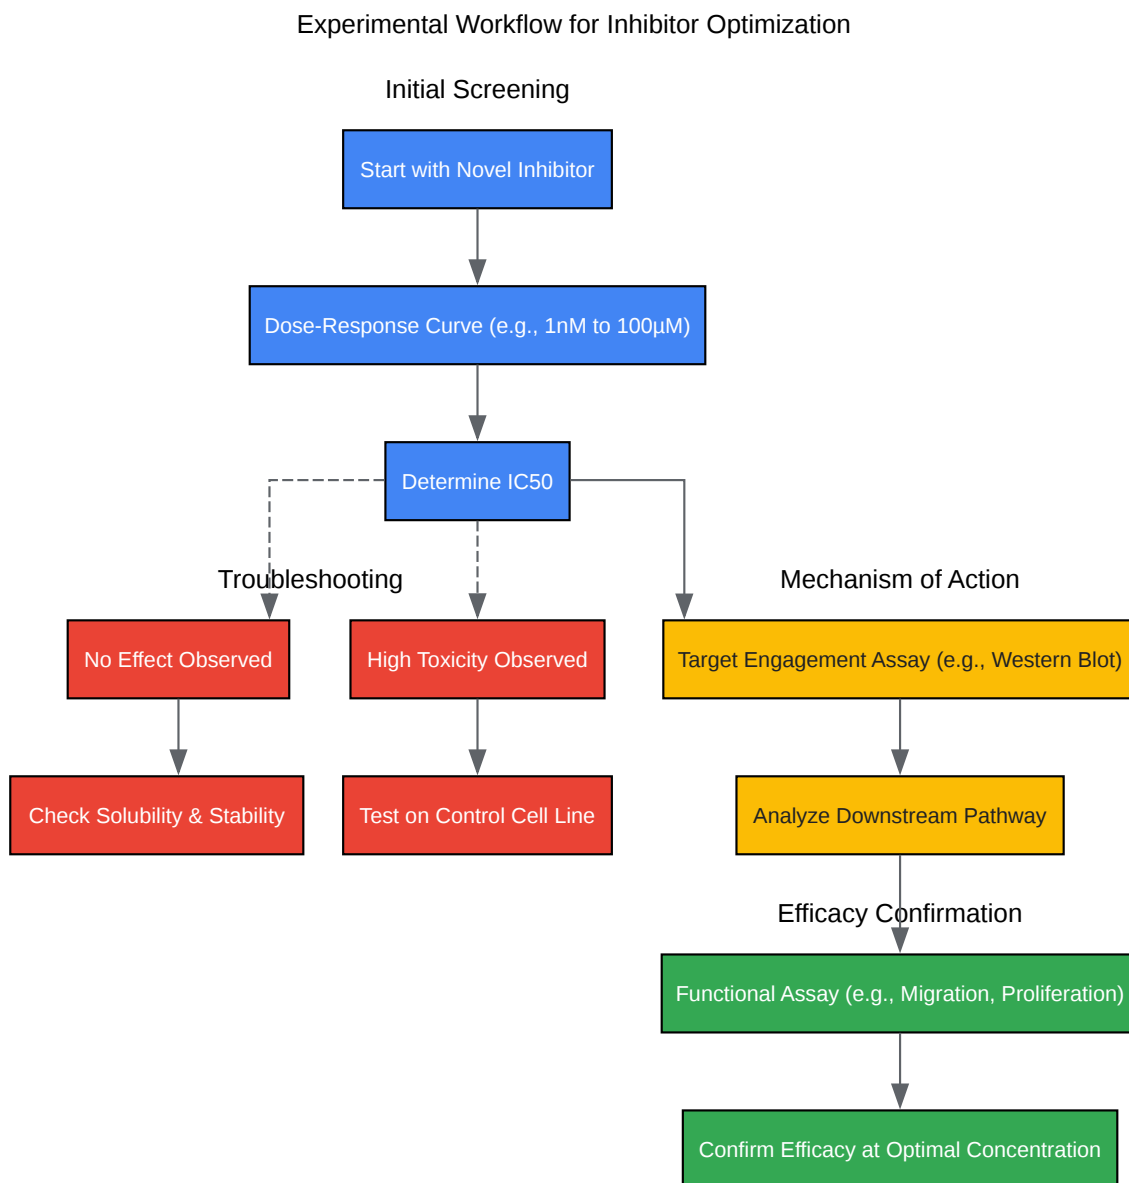 Experimental Workflow for Inhibitor Optimization
Initial Screening
Start with Novel Inhibitor
Dose-Response Curve (e.g., 1nM to 100µM)
Determine IC50
Troubleshooting
Mechanism of Action
No Effect Observed
High Toxicity Observed
Target Engagement Assay (e.g., Western Blot)
Check Solubility & Stability
Test on Control Cell Line
Analyze Downstream Pathway
Efficacy Confirmation
Functional Assay (e.g., Migration, Proliferation)
Confirm Efficacy at Optimal Concentration